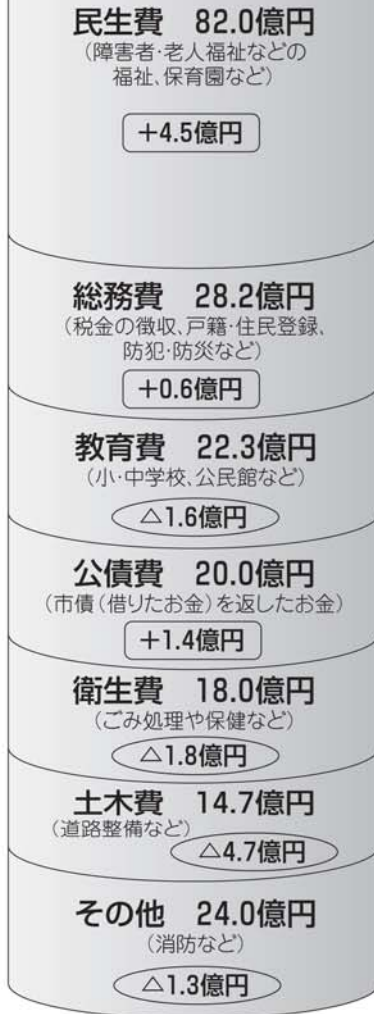 民生費　82.0億円
(障害者・老人福祉などの
福祉、保育園など)
+4.5億円
総務費　28.2億円
(税金の徴収、戸籍・住民登録、
防犯・防災など)
+0.6億円
教育費　22.3億円
(小・中学校、公民館など)
△1.6億円
公債費　20.0億円
(市債(借りたお金)を返したお金)
+1.4億円
衛生費　18.0億円
(ごみ処理や保健など)
△1.8億円
土木費　14.7億円
(道路整備など)
△4.7億円
その他　24.0億円
(消防など)
△1.3億円